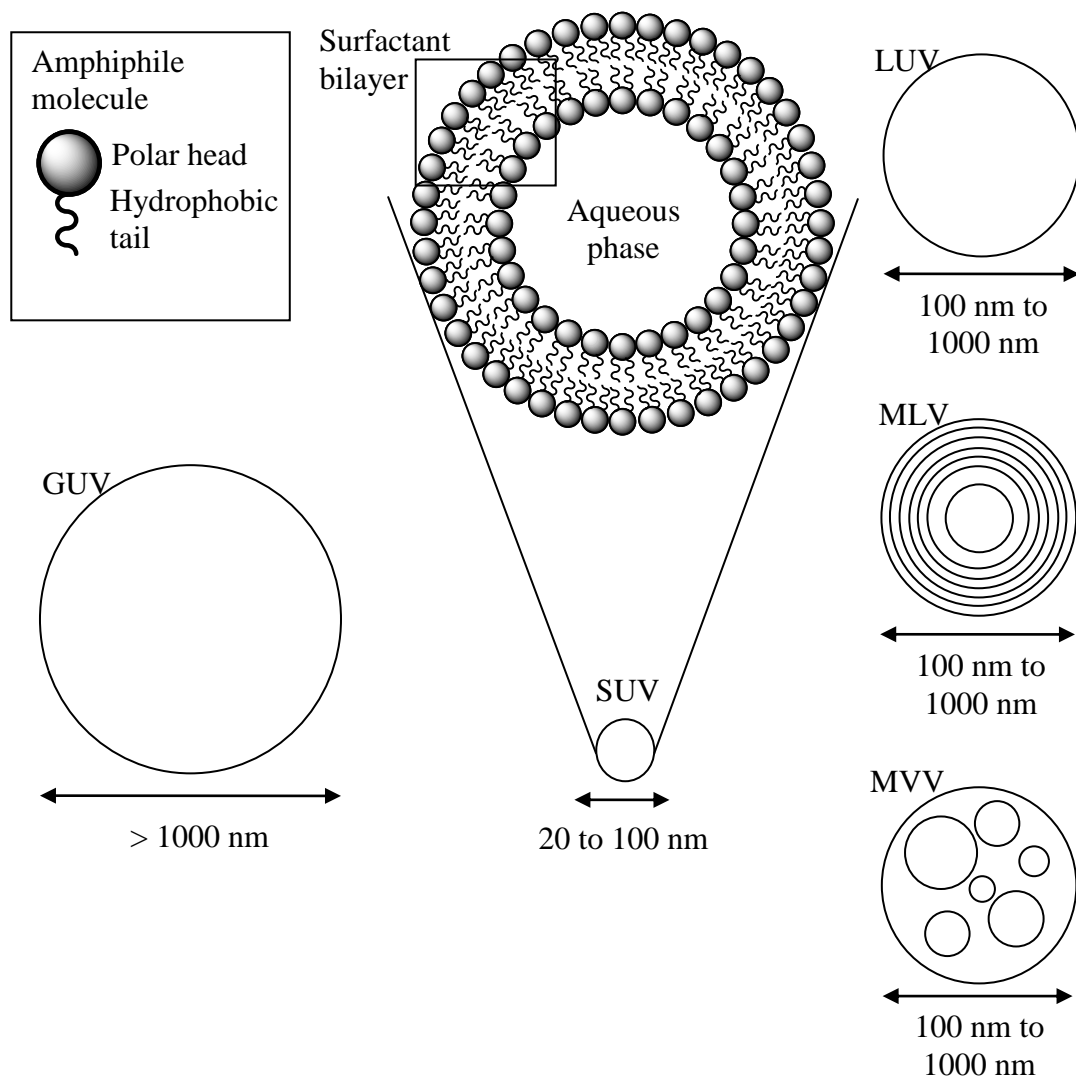 Amphiphile
molecule
Polar head
Hydrophobic
tail
Surfactant
bilayer
Aqueous
phase
LUV
100 nm to
1000 nm
MLV
100 nm to
1000 nm
GUV
> 1000 nm
SUV
20 to 100 nm
MVV
100 nm to
1000 nm